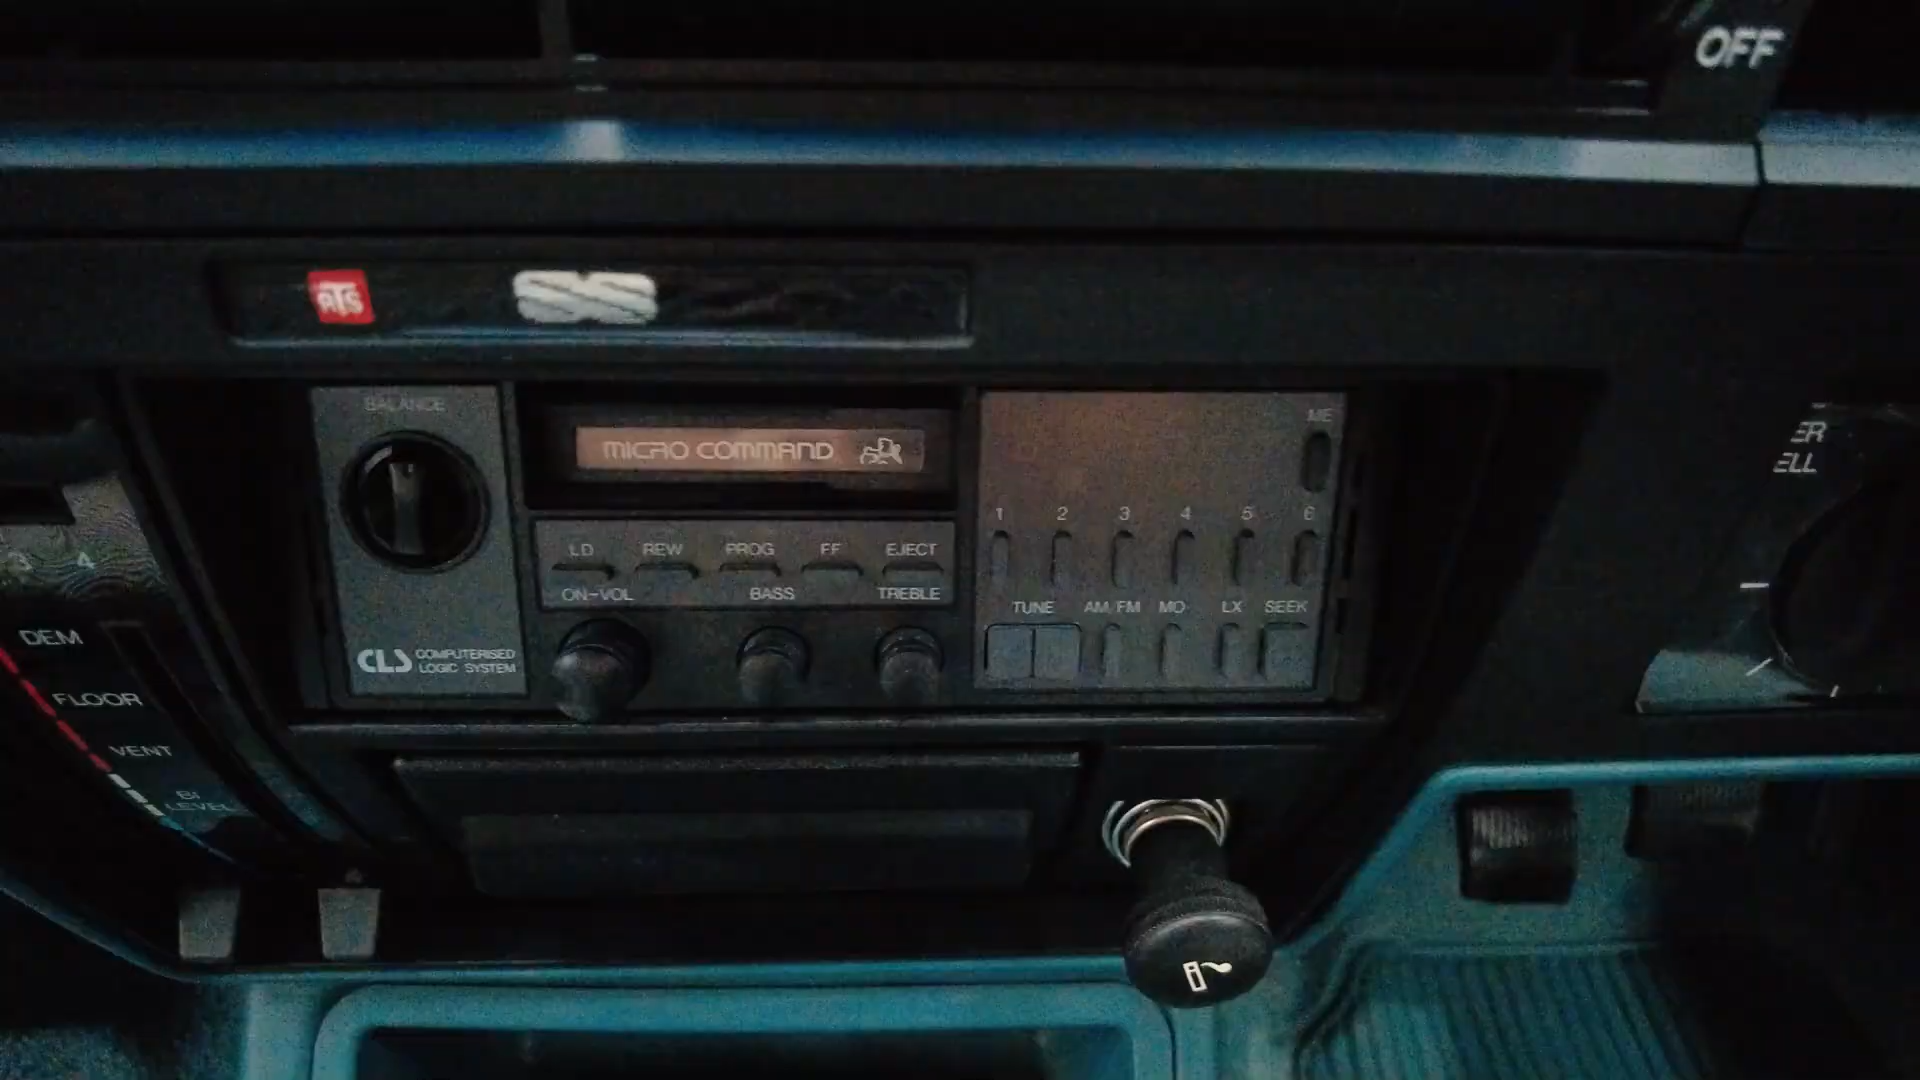 OFF
RTS
BALANCE
MICRO COMMAND
ME
ER
ELL
1 2 3 4 5 6
LD REW PROG FF EJECT
3 4
ON-VOL BASS TREBLE
TUNE AM/FM MO LX SEEK
DEM
CLS COMPUTERISED
LOGIC SYSTEM
FLOOR
VENT
BI
LEVEL